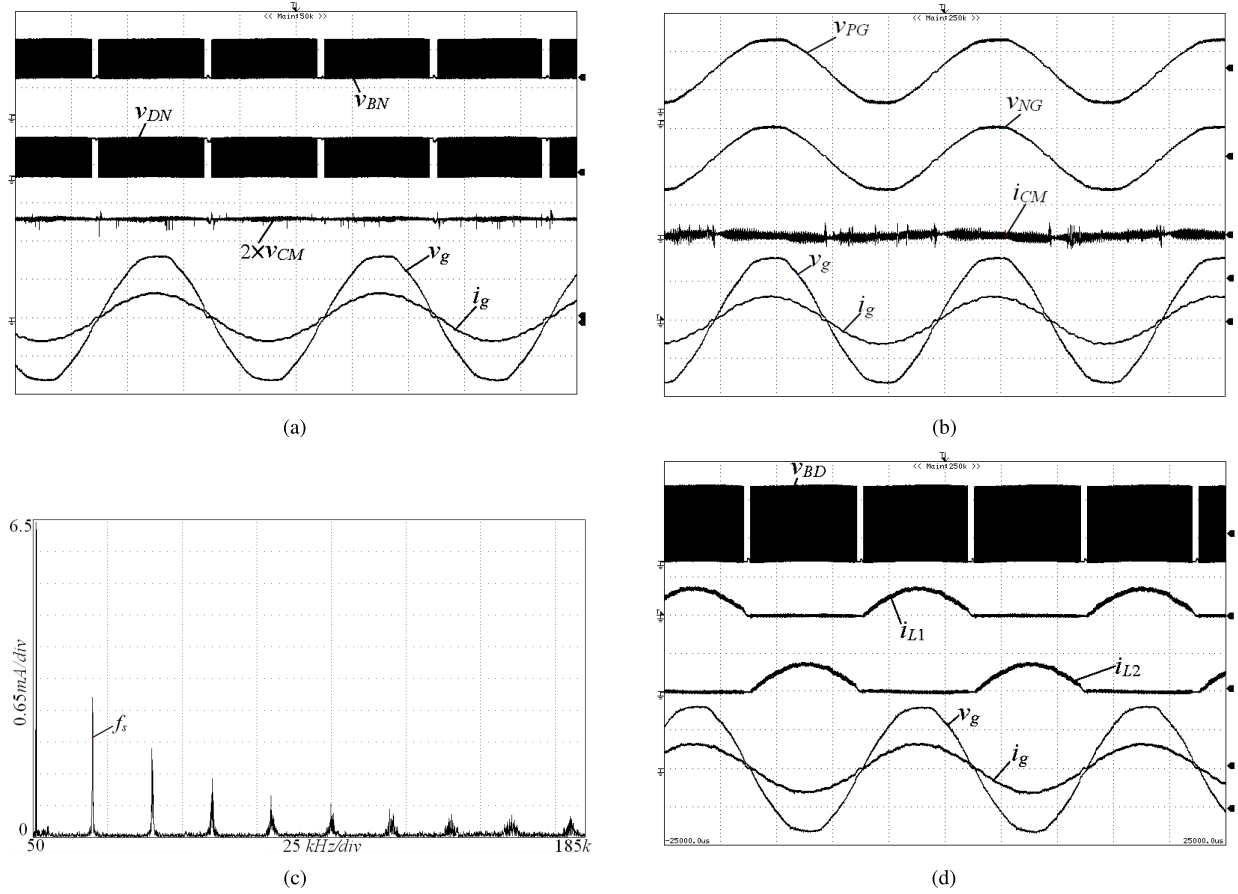 << Main:50k >>
vBN
vDN
2×vCM
vg
ig
(a)
<< Main:250k >>
vPG
vNG
iCM
vg
ig
(b)
6.5
0.65mA/div
fs
0
50
25 kHz/div
185k
(c)
<< Main:250k >>
vBD
iL1
iL2
vg
ig
-25000.0us
25000.0us
(d)